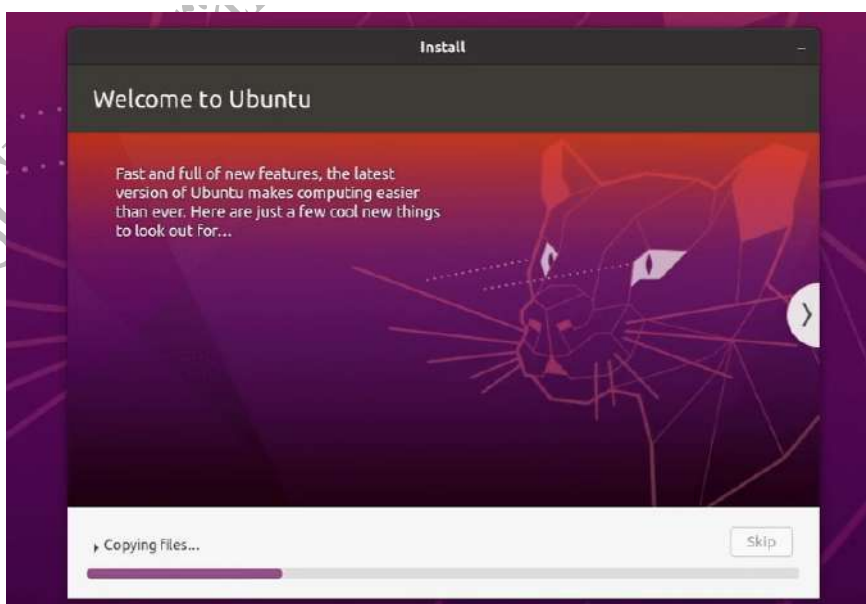 Install
Welcome to Ubuntu
Fast and full of new features, the latest
version of Ubuntu makes computing easier
than ever. Here are just a few cool new things
to look out for...
Copying files...
Skip